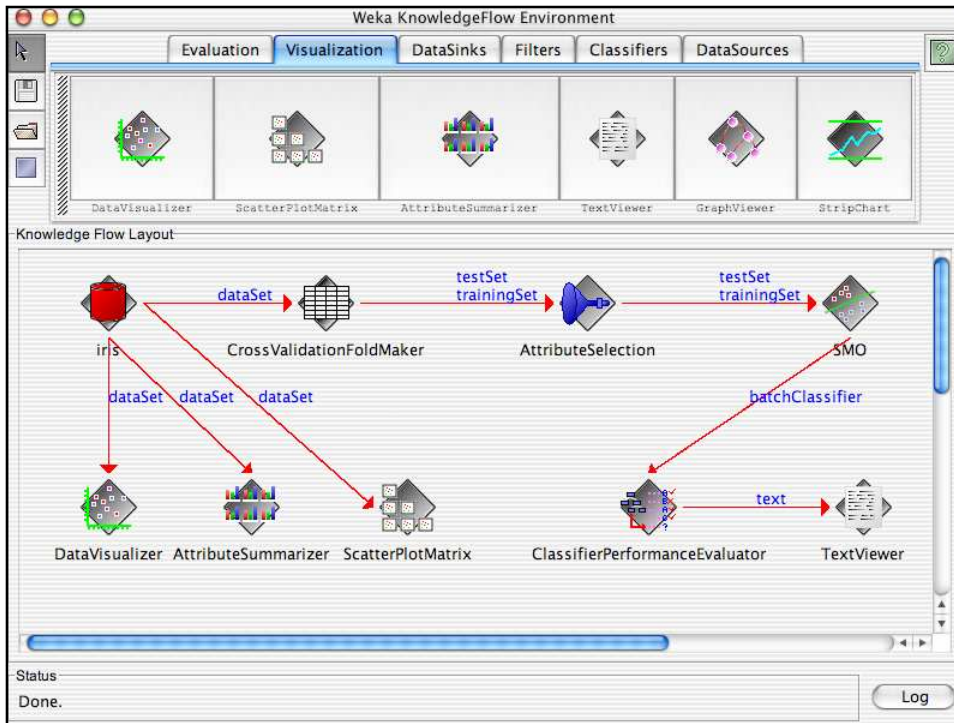 Weka KnowledgeFlow Environment
Evaluation Visualization DataSinks Filters Classifiers DataSources
?
DataVisualizer ScatterPlotMatrix AttributeSummarizer TextViewer GraphViewer StripChart
Knowledge Flow Layout
testSet testSet
dataSet trainingSet trainingSet
iris CrossValidationFoldMaker AttributeSelection SMO
dataSet dataSet dataSet batchClassifier
text
DataVisualizer AttributeSummarizer ScatterPlotMatrix ClassifierPerformanceEvaluator TextViewer
Status
Done.
Log